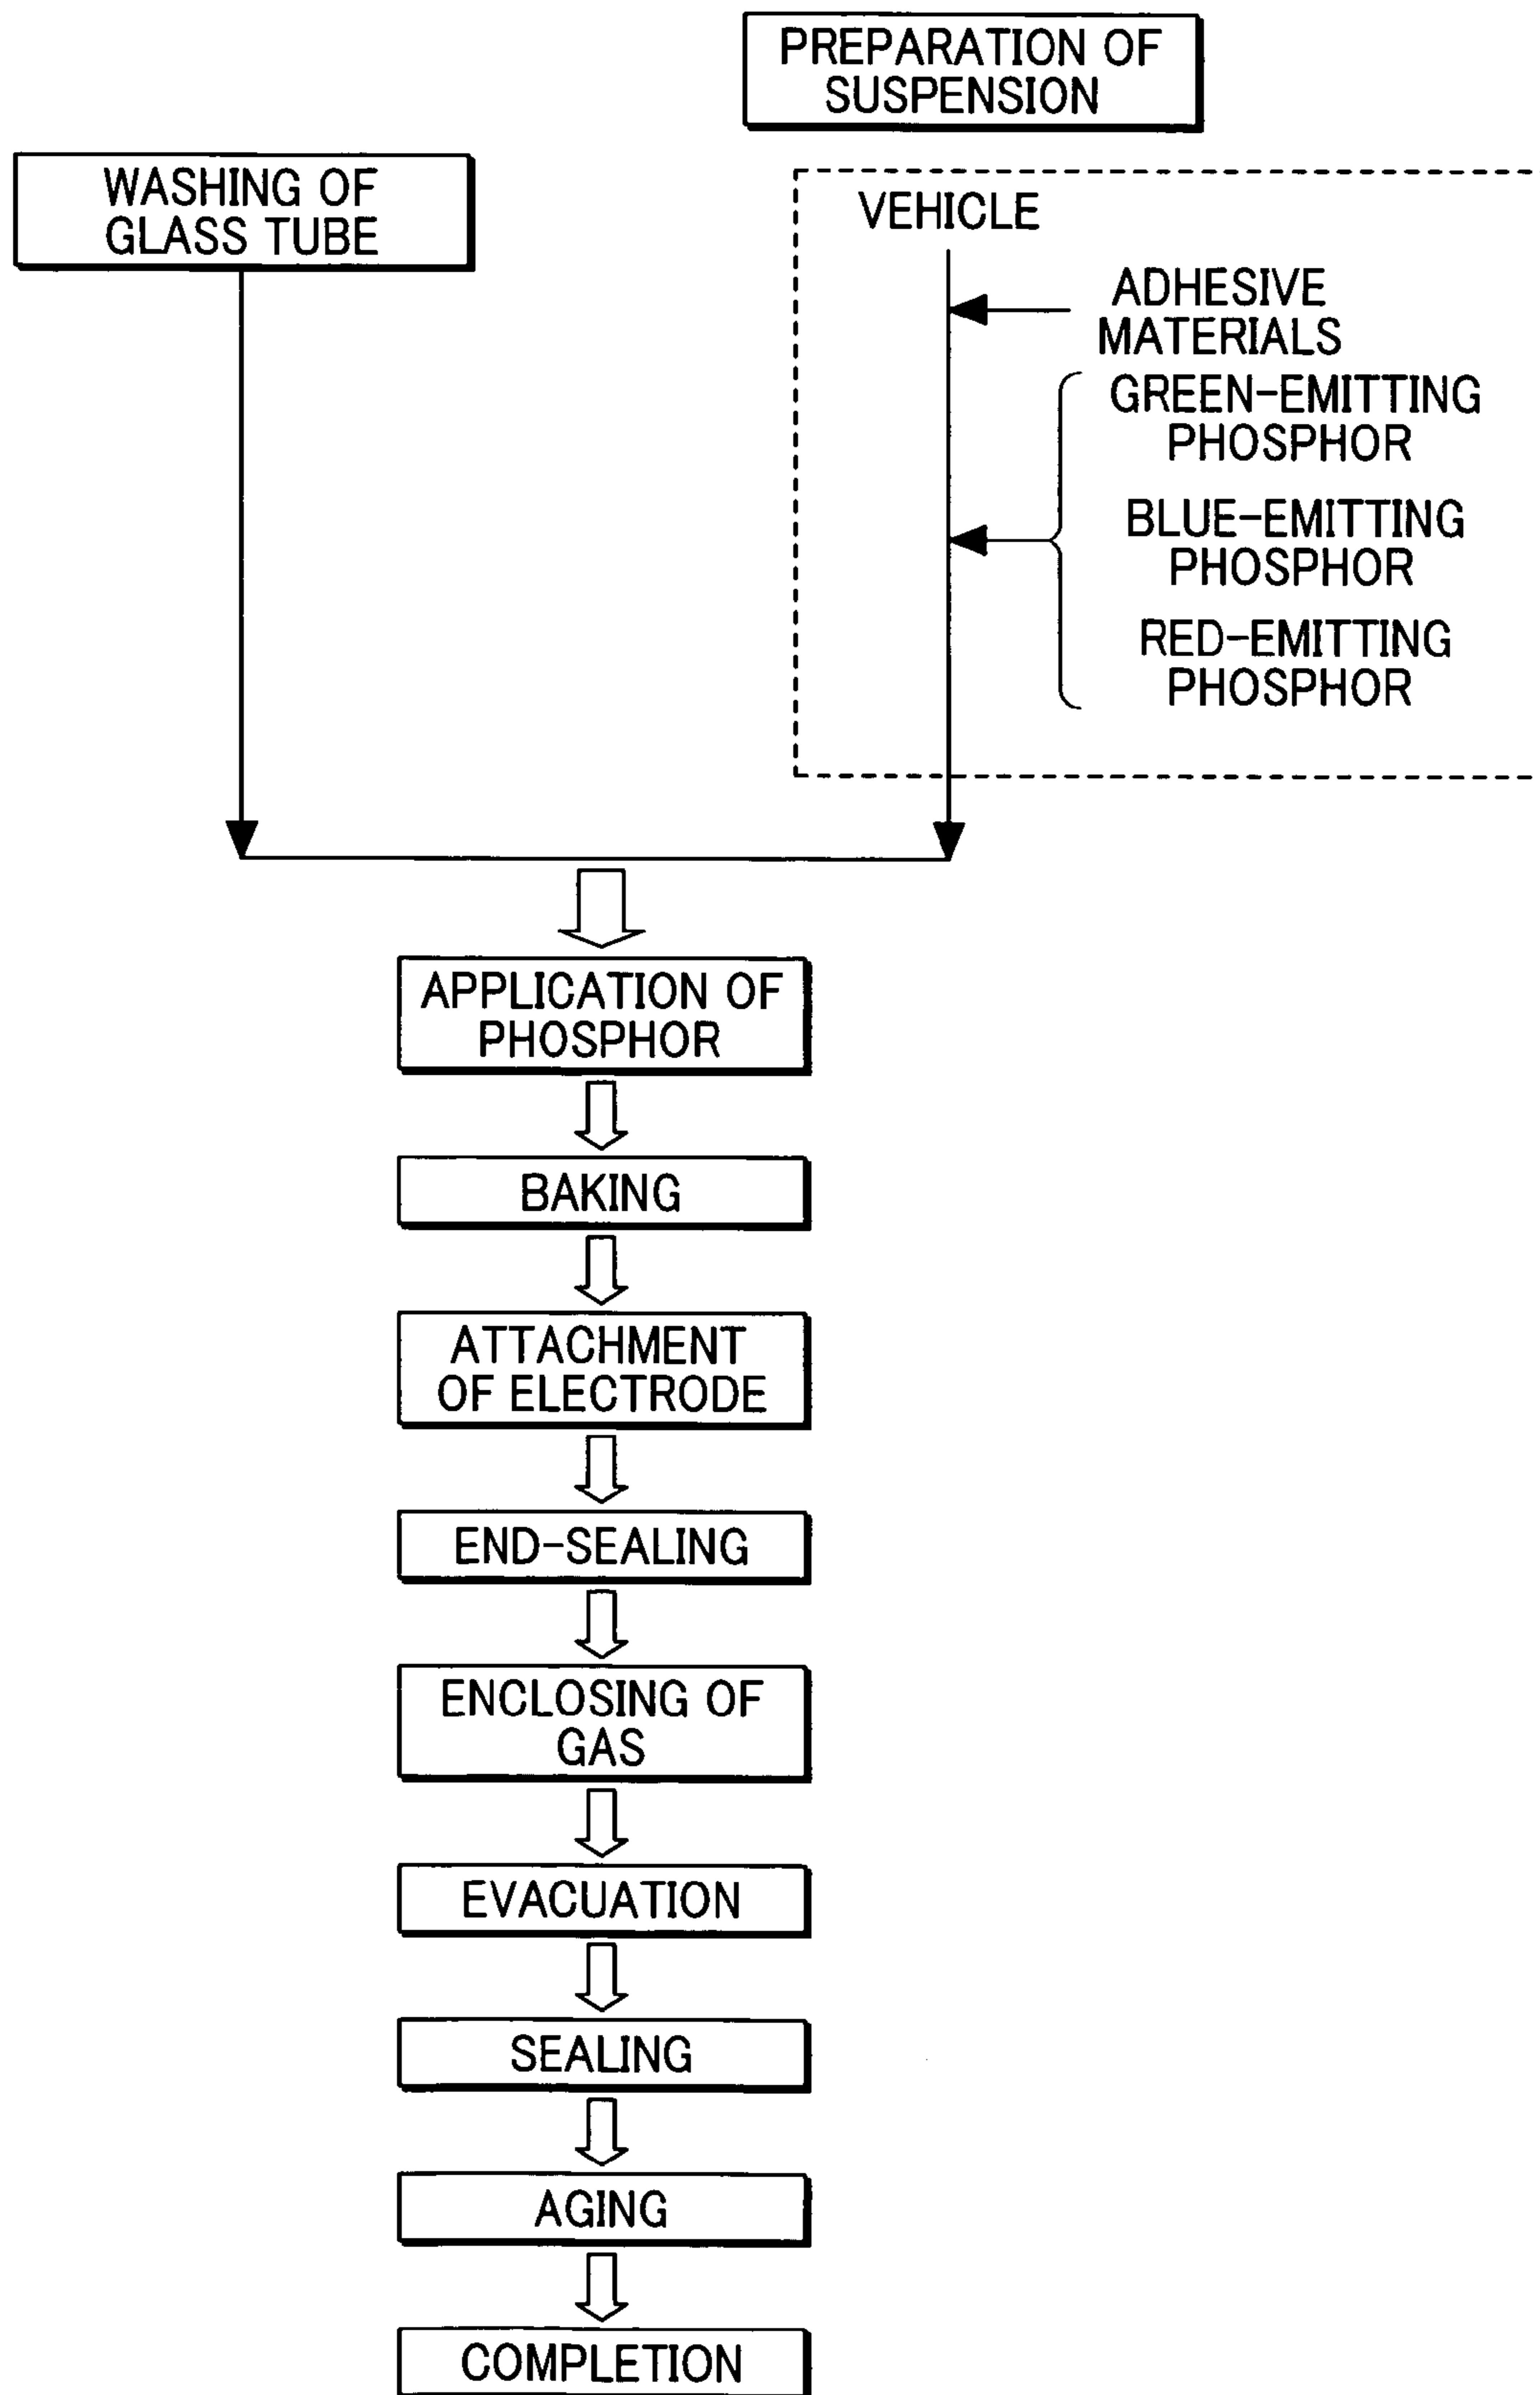 PREPARATION OF
SUSPENSION
WASHING OF
GLASS TUBE
VEHICLE
ADHESIVE
MATERIALS
GREEN-EMITTING
PHOSPHOR
BLUE-EMITTING
PHOSPHOR
RED-EMITTING
PHOSPHOR
APPLICATION OF
PHOSPHOR
BAKING
ATTACHMENT
OF ELECTRODE
END-SEALING
ENCLOSING OF
GAS
EVACUATION
SEALING
AGING
COMPLETION